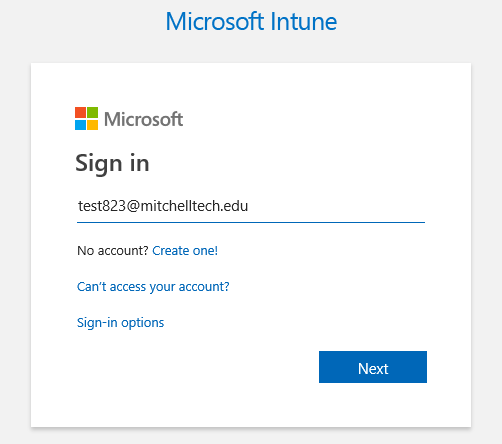 Microsoft Intune
Microsoft
Sign in
test823@mitchelltech.edu
No account? Create one!
Can't access your account?
Sign-in options
Next